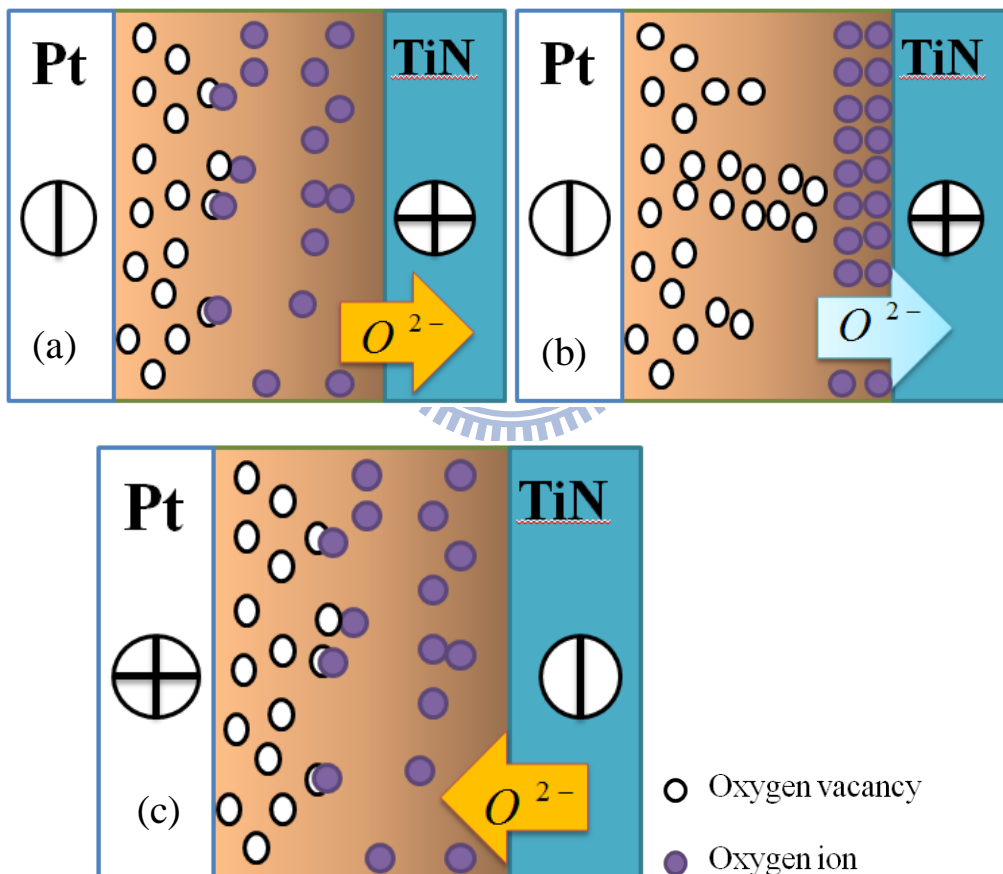 Pt
TiN
(a)
O 2−
Pt
TiN
(b)
O 2−
Pt
TiN
(c)
O 2−
Oxygen vacancy
Oxygen ion